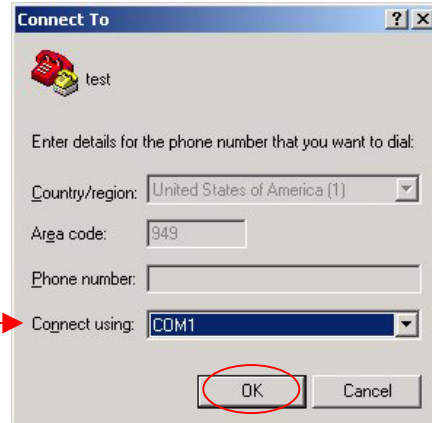 Connect To
test
Enter details for the phone number that you want to dial:
Country/region: United States of America (1)
Area code: 949
Phone number:
Connect using: COM1
OK Cancel